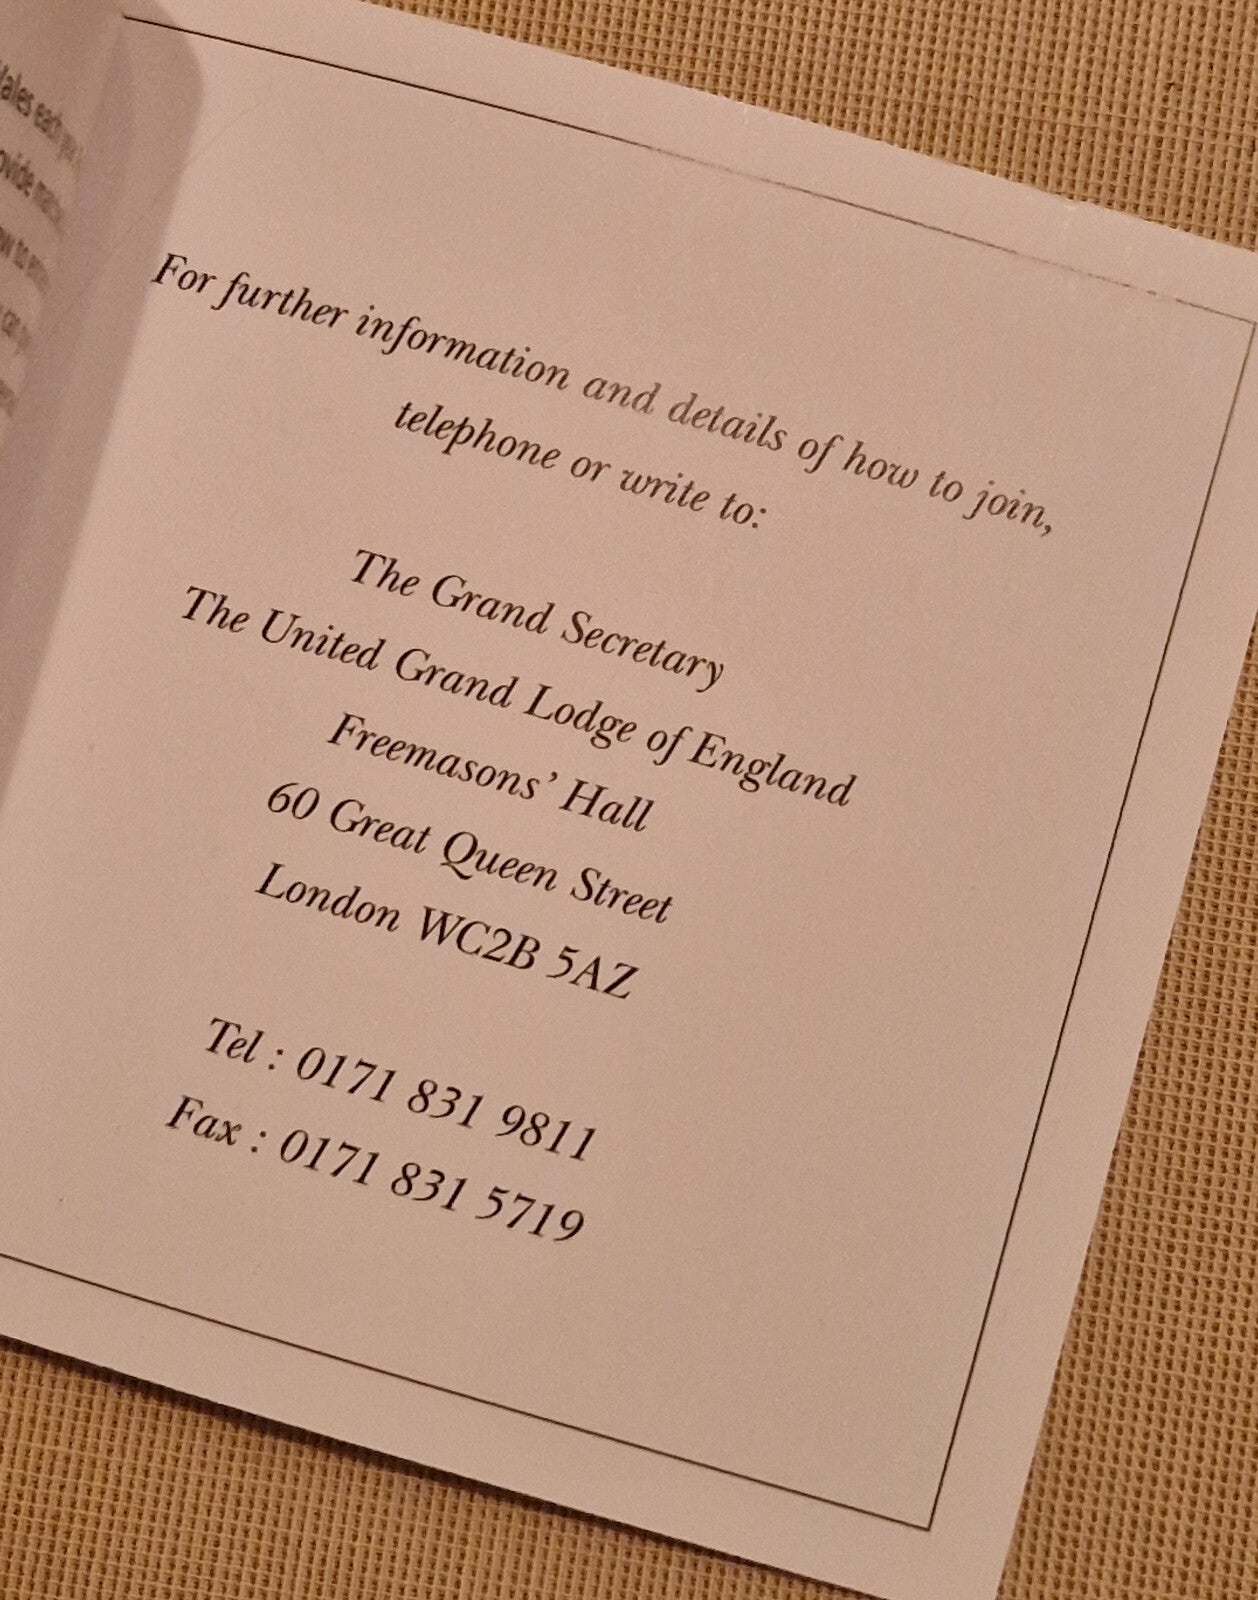 For further information and details of how to join,
telephone or write to:
The Grand Secretary
The United Grand Lodge of England
Freemasons’ Hall
60 Great Queen Street
London WC2B 5AZ
Tel : 0171 831 9811
Fax : 0171 831 5719